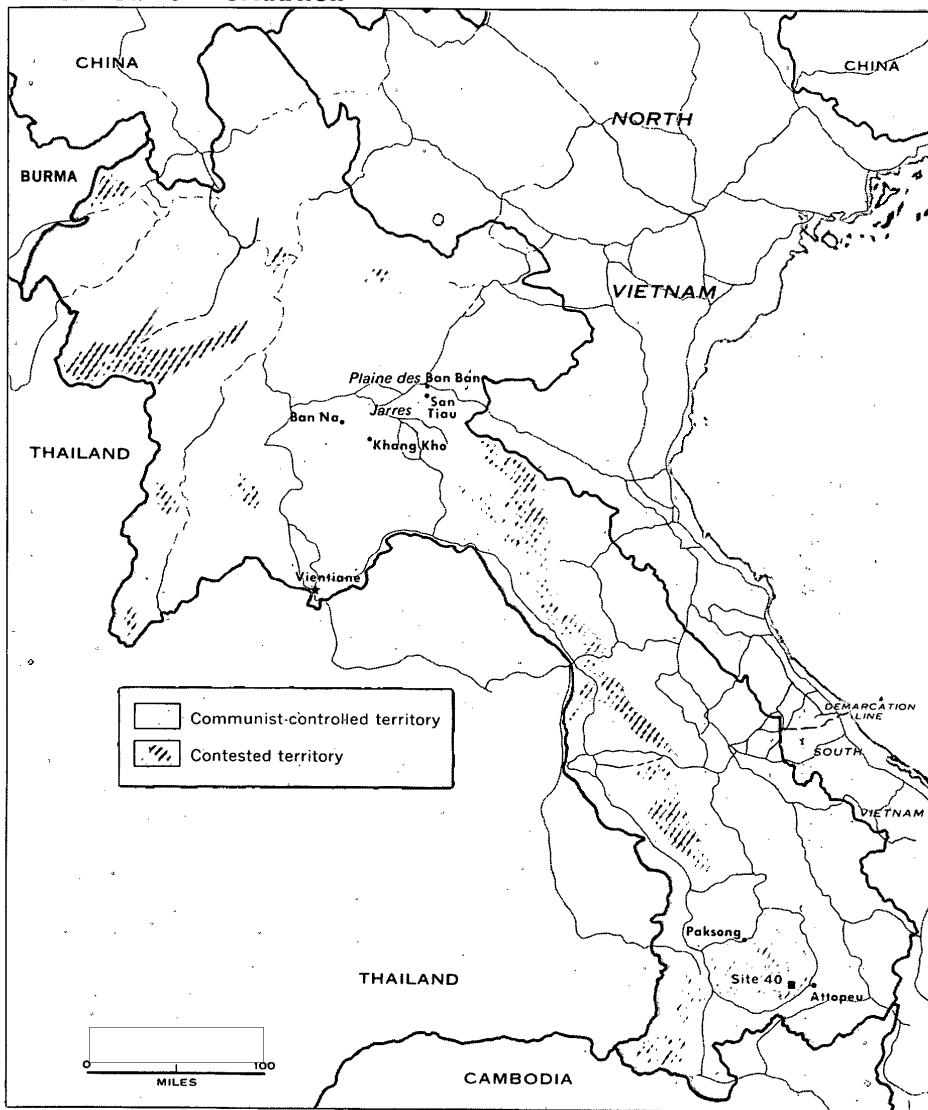 CHINA
CHINA
NORTH
BURMA
VIETNAM
Plaine des Ban Ban
San
Tiau
Jarres
Ban Na
Khang Kho
THAILAND
Vientiane
Communist-controlled territory
Contested territory
DEMARCATION
LINE
SOUTH
VIETNAM
Paksong
Site 40
Attopeu
THAILAND
0 100
MILES
CAMBODIA